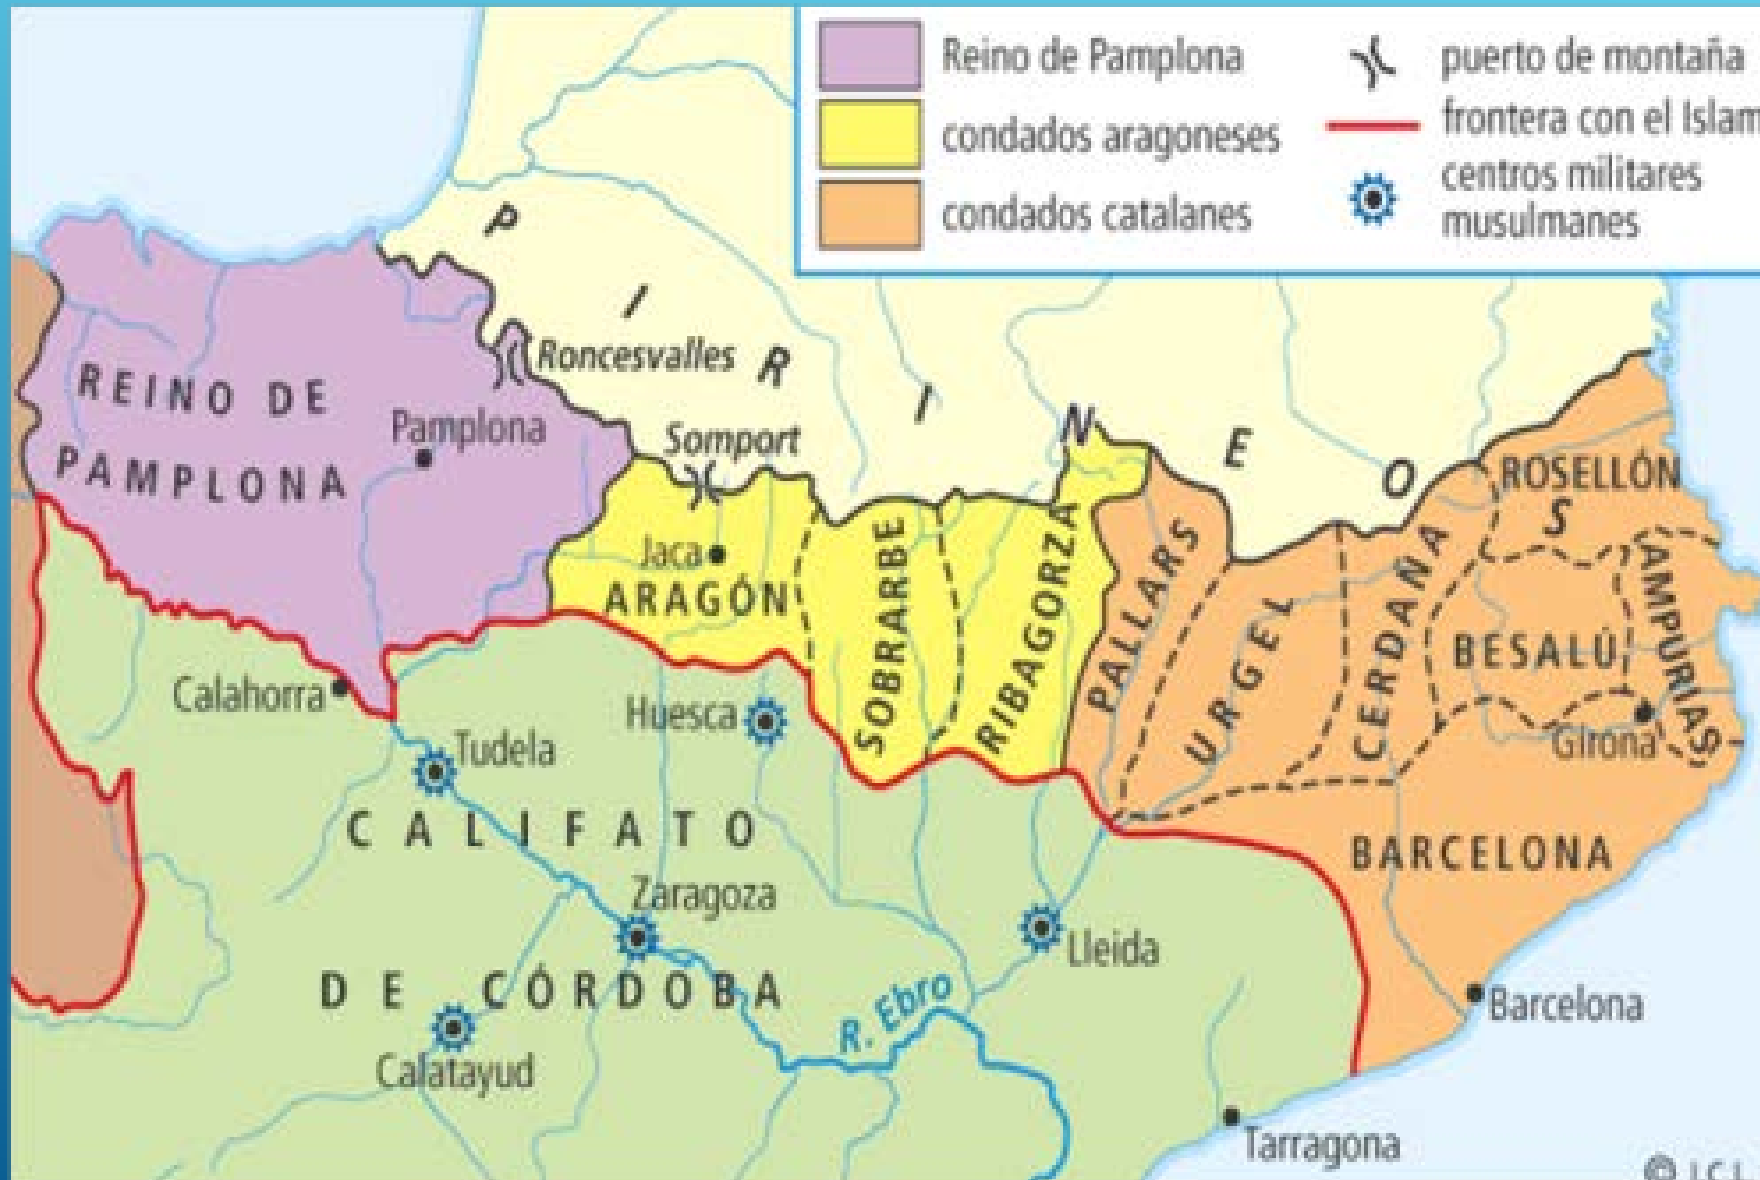 Reino de Pamplona
condados aragoneses
condados catalanes
puerto de montaña
frontera con el Islam
centros militares
musulmanes
PIRINEOS
Roncesvalles
REINO DE
PAMPLONA
Pamplona
Somport
Jaca
ARAGÓN
SOBRARBE
RIBAGORZA
PALLARS
URGEL
CERDAÑA
ROSELLÓN
BESALÚ
AMPURIAS
Girona
BARCELONA
Calahorra
Huesca
Tudela
CALIFATO
DE CÓRDOBA
Zaragoza
Lleida
R. Ebro
Calatayud
Barcelona
Tarragona